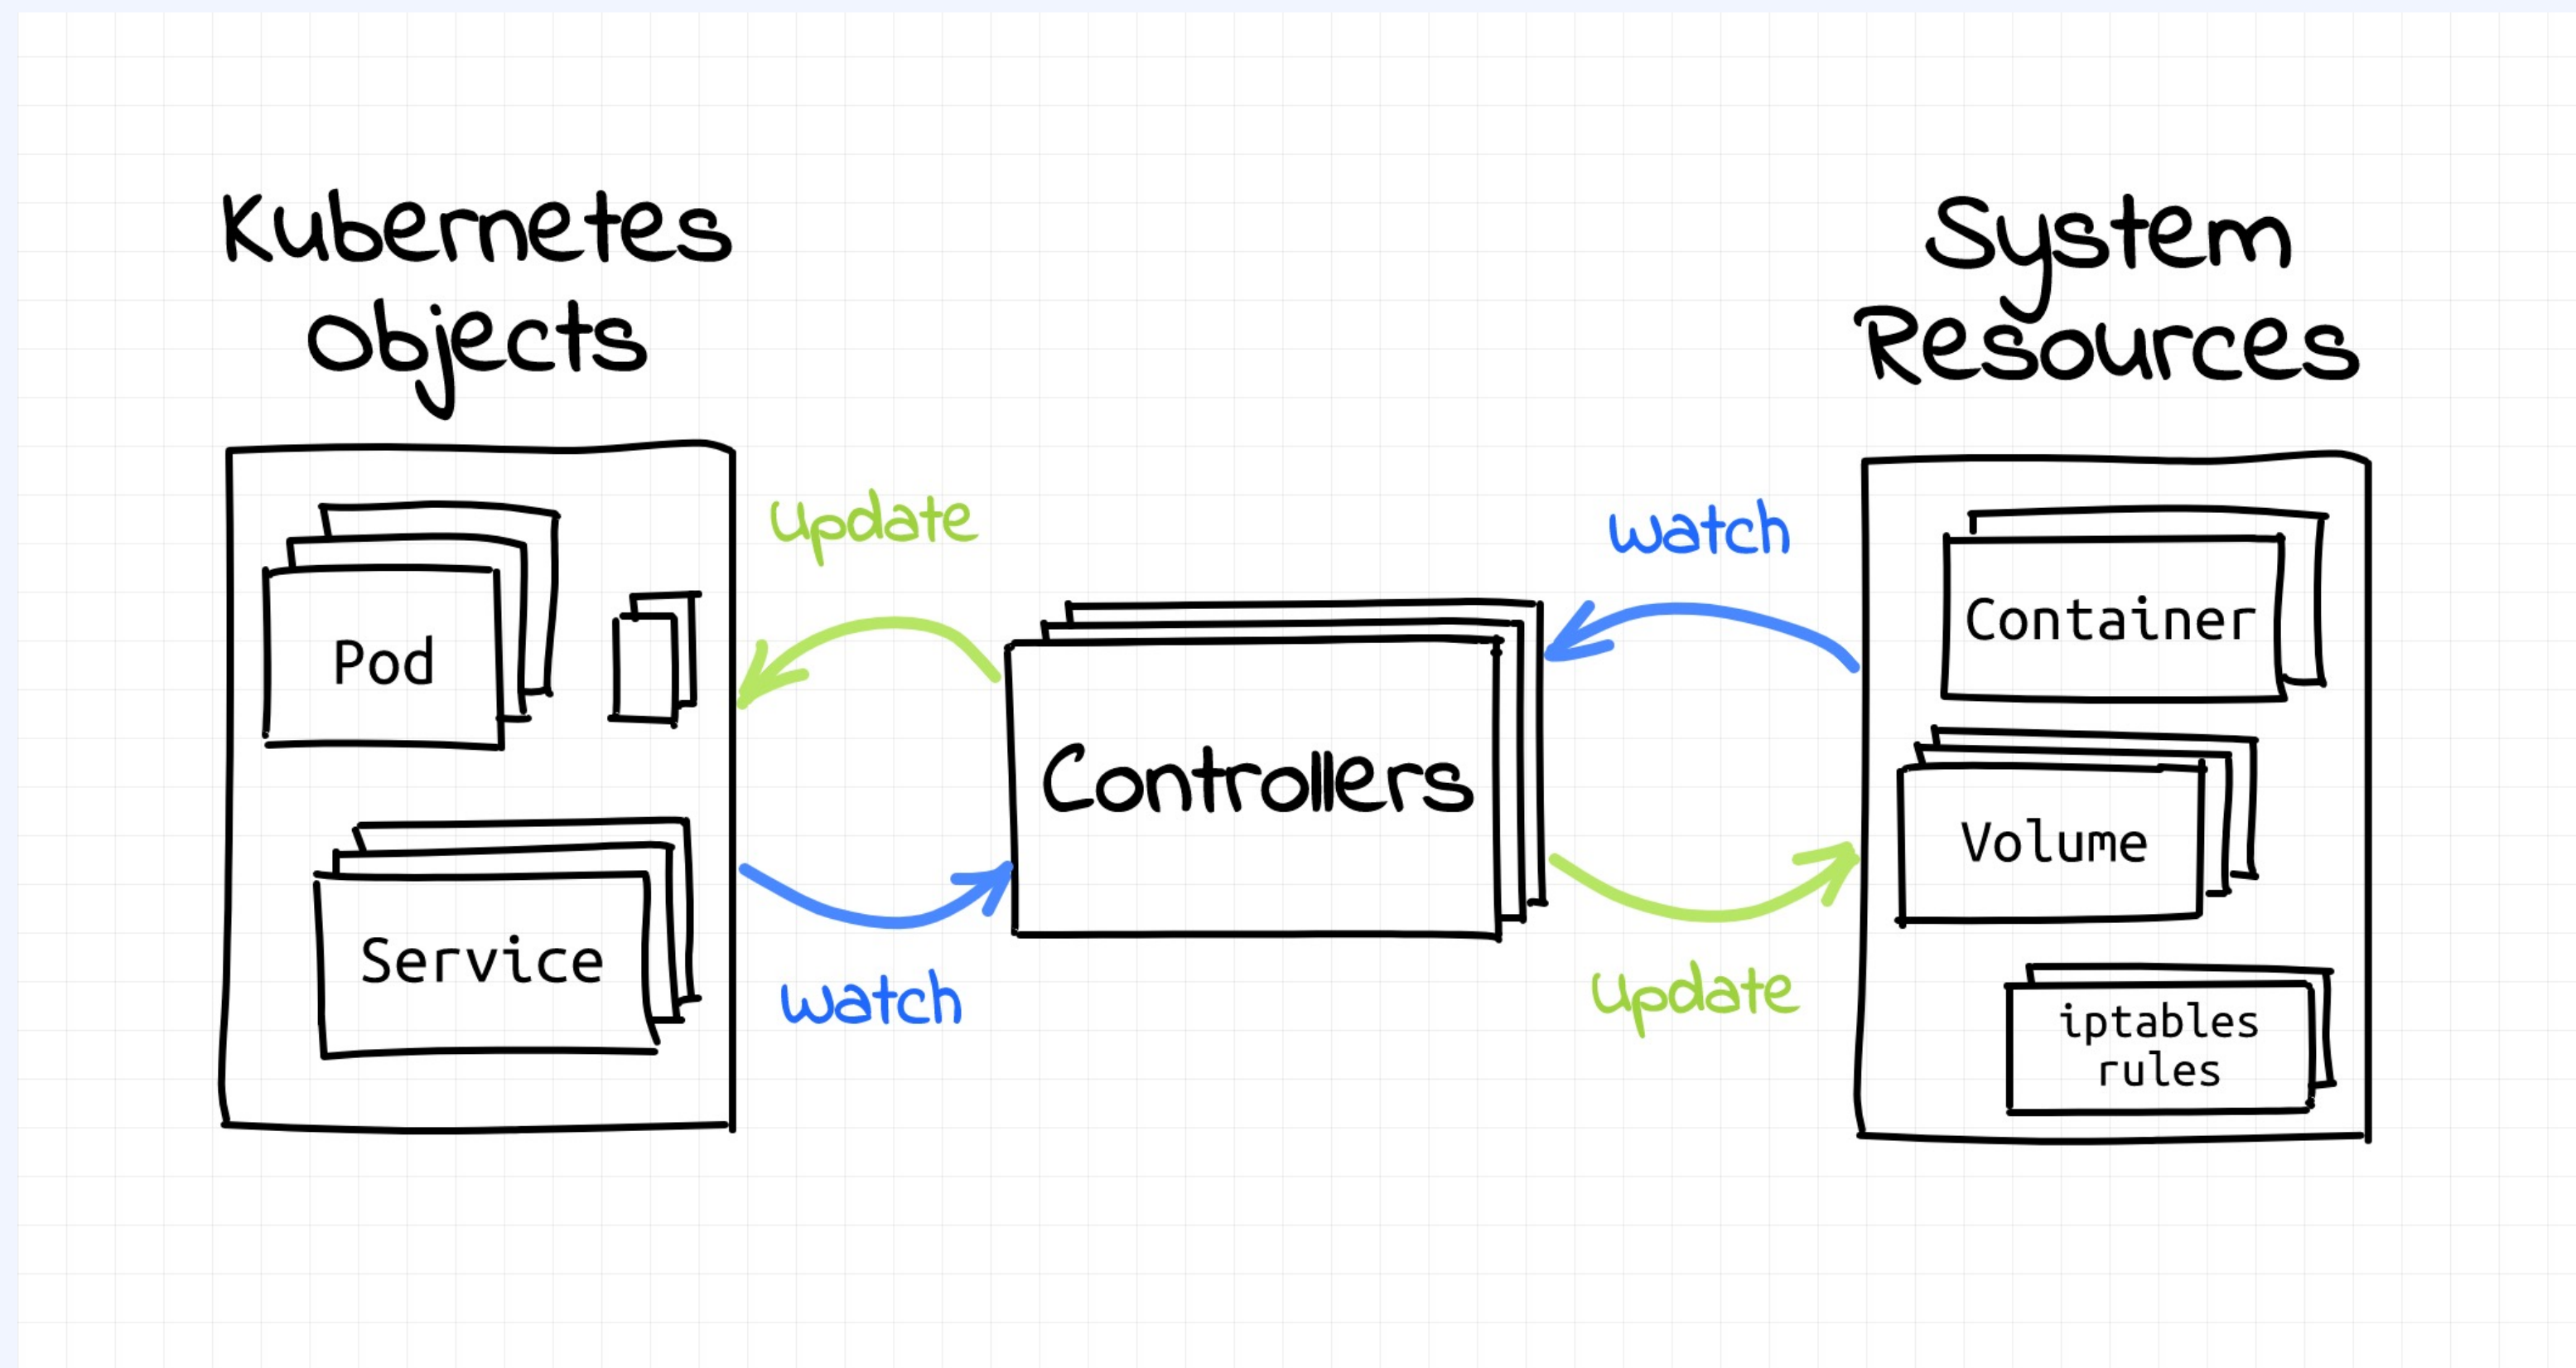 Kubernetes
Objects
System
Resources
Pod
Service
update
watch
Controllers
watch
update
Container
Volume
iptables
rules